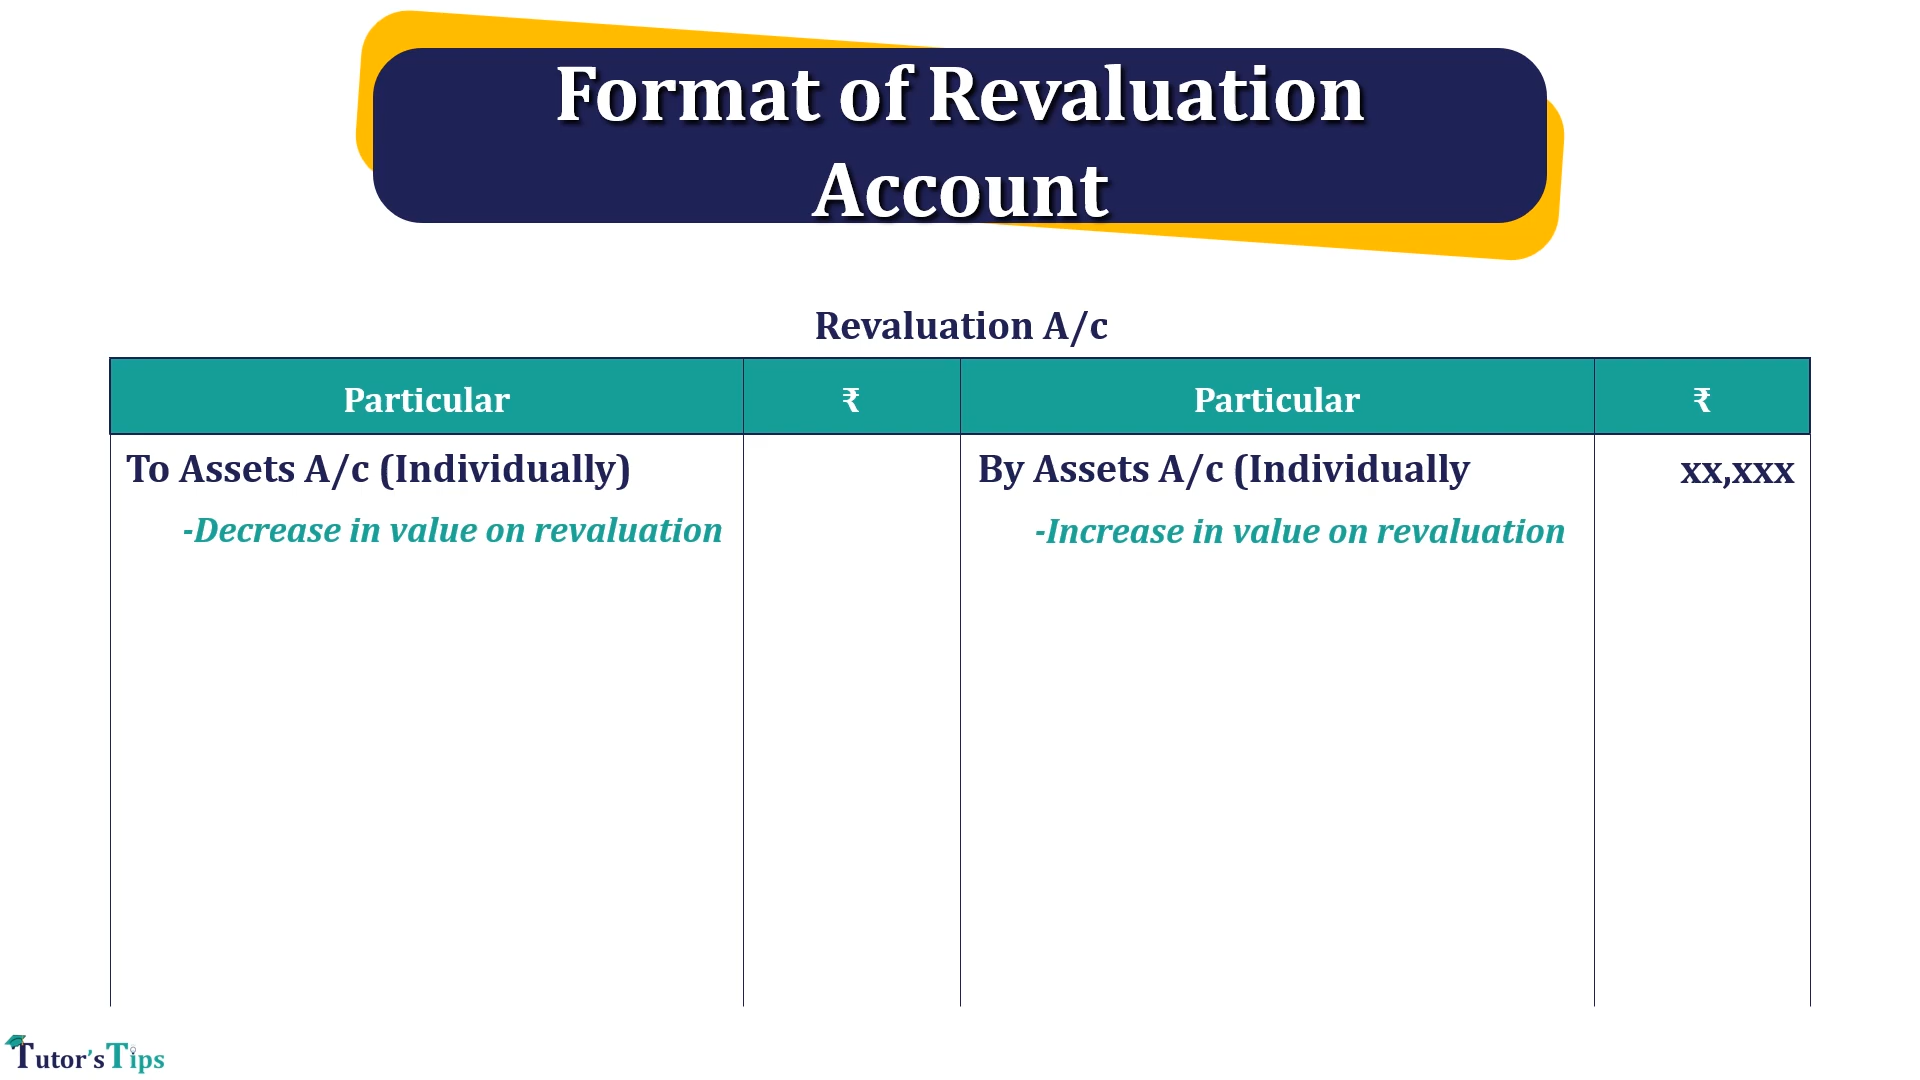 Format of Revaluation
Account
Revaluation A/c
Particular ₹ Particular ₹
To Assets A/c (Individually) By Assets A/c (Individually xx,xxx
-Decrease in value on revaluation -Increase in value on revaluation
Tutor'sTips